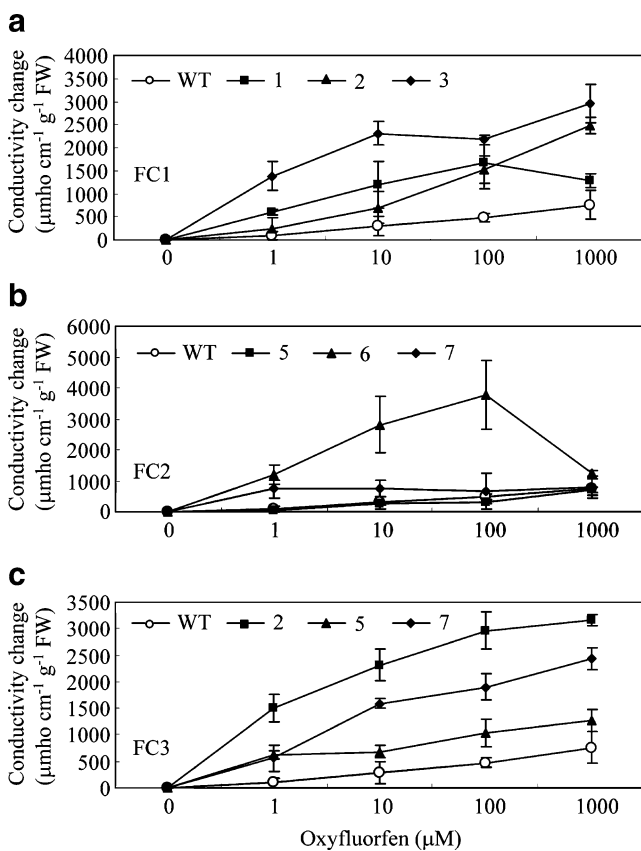 a
Conductivity change
(μmho cm⁻¹ g⁻¹ FW)
4000
3500
3000
2500
2000
1500
1000
500
0
WT 1 2 3
FC1
0 1 10 100 1000
b
Conductivity change
(μmho cm⁻¹ g⁻¹ FW)
6000
5000
4000
3000
2000
1000
0
WT 5 6 7
FC2
0 1 10 100 1000
c
Conductivity change
(μmho cm⁻¹ g⁻¹ FW)
3500
3000
2500
2000
1500
1000
500
0
WT 2 5 7
FC3
0 1 10 100 1000
Oxyfluorfen (μM)